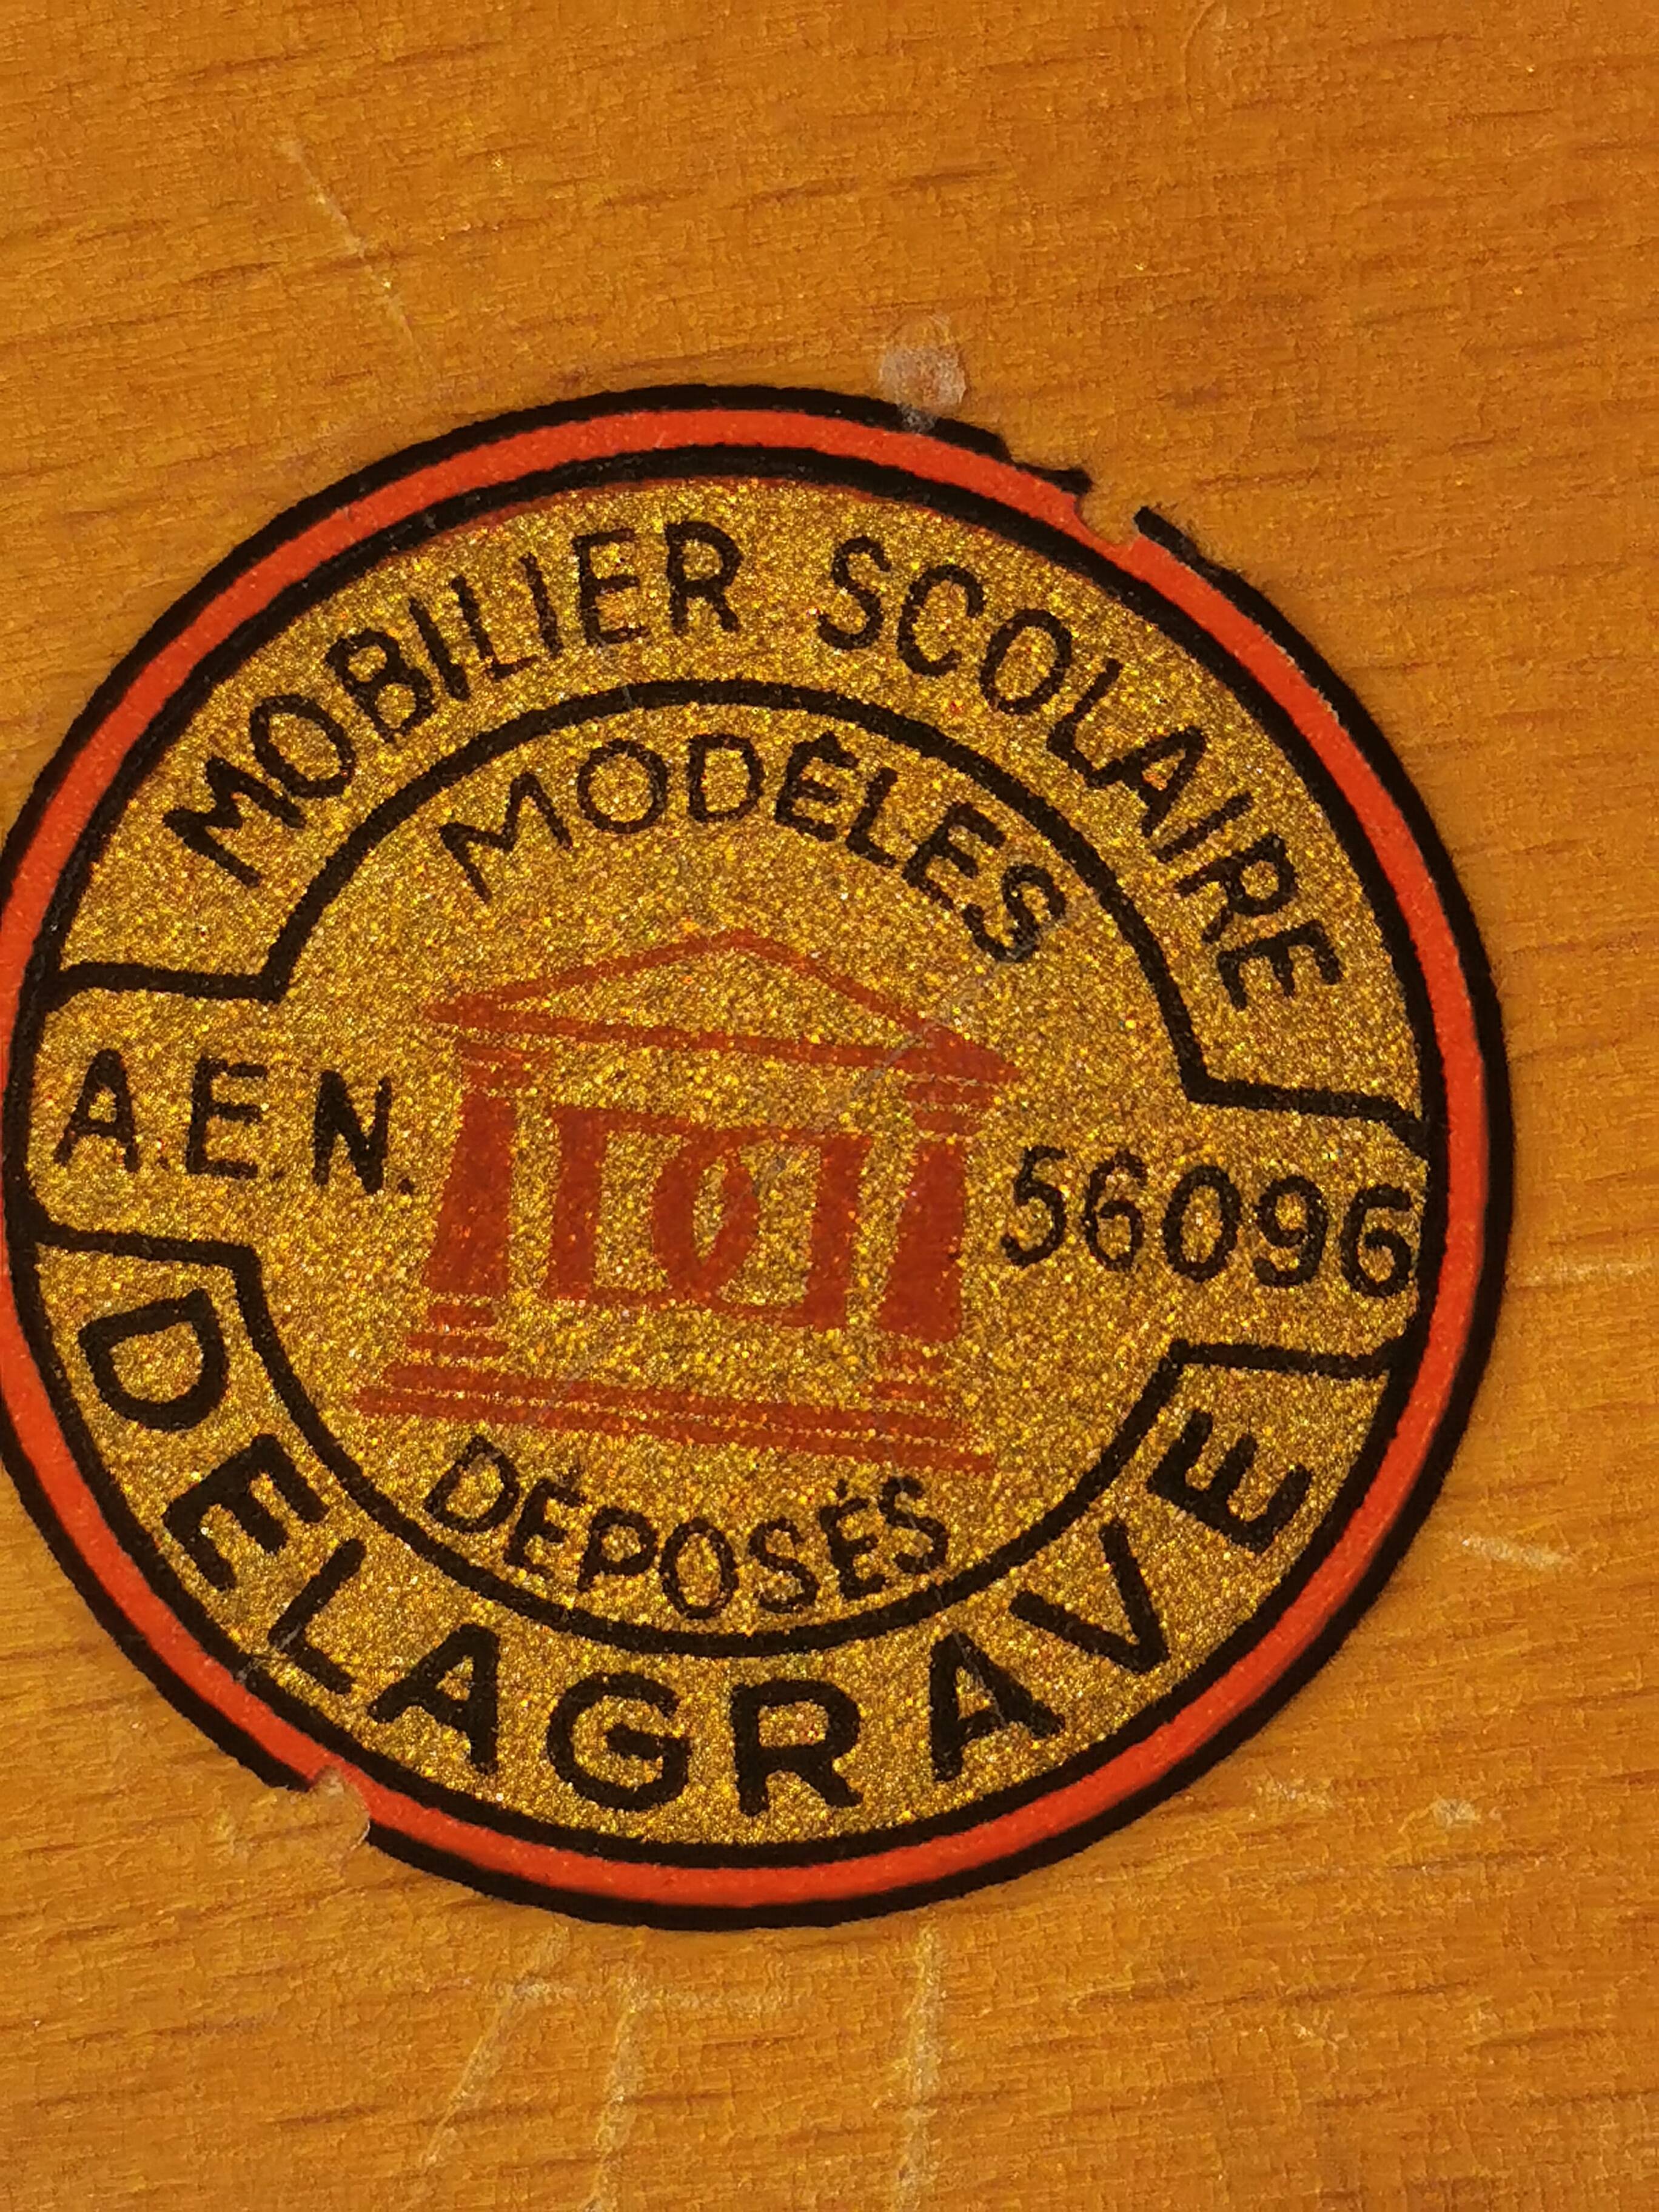 MOBILIER SCOLAIRE
MODÈLES
A.E.N. 56096
DÉPOSÉS
DELAGRAVE